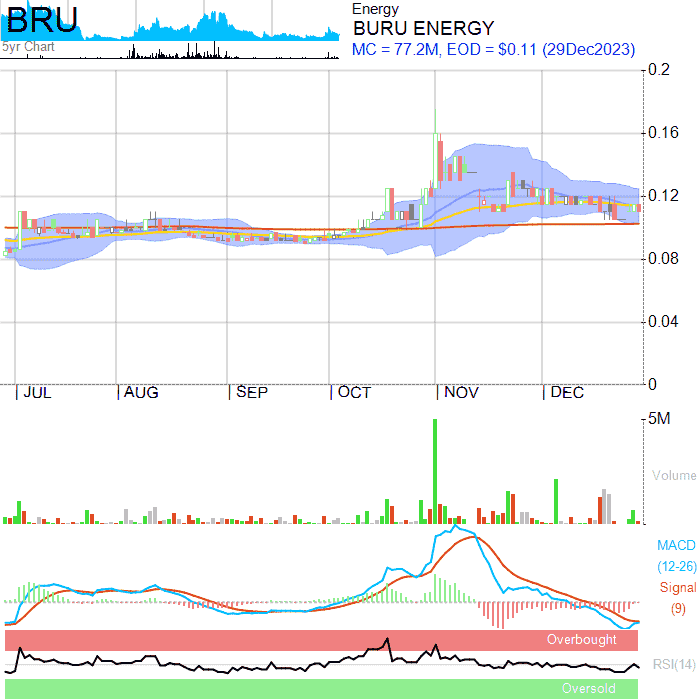 BRU
5yr Chart
Energy
BURU ENERGY
MC = 77.2M, EOD = $0.11 (29Dec2023)
0.2
0.16
0.12
0.08
0.04
0
JUL AUG SEP OCT NOV DEC
5M
Volume
MACD
(12-26)
Signal
(9)
Overbought
RSI(14)
Oversold